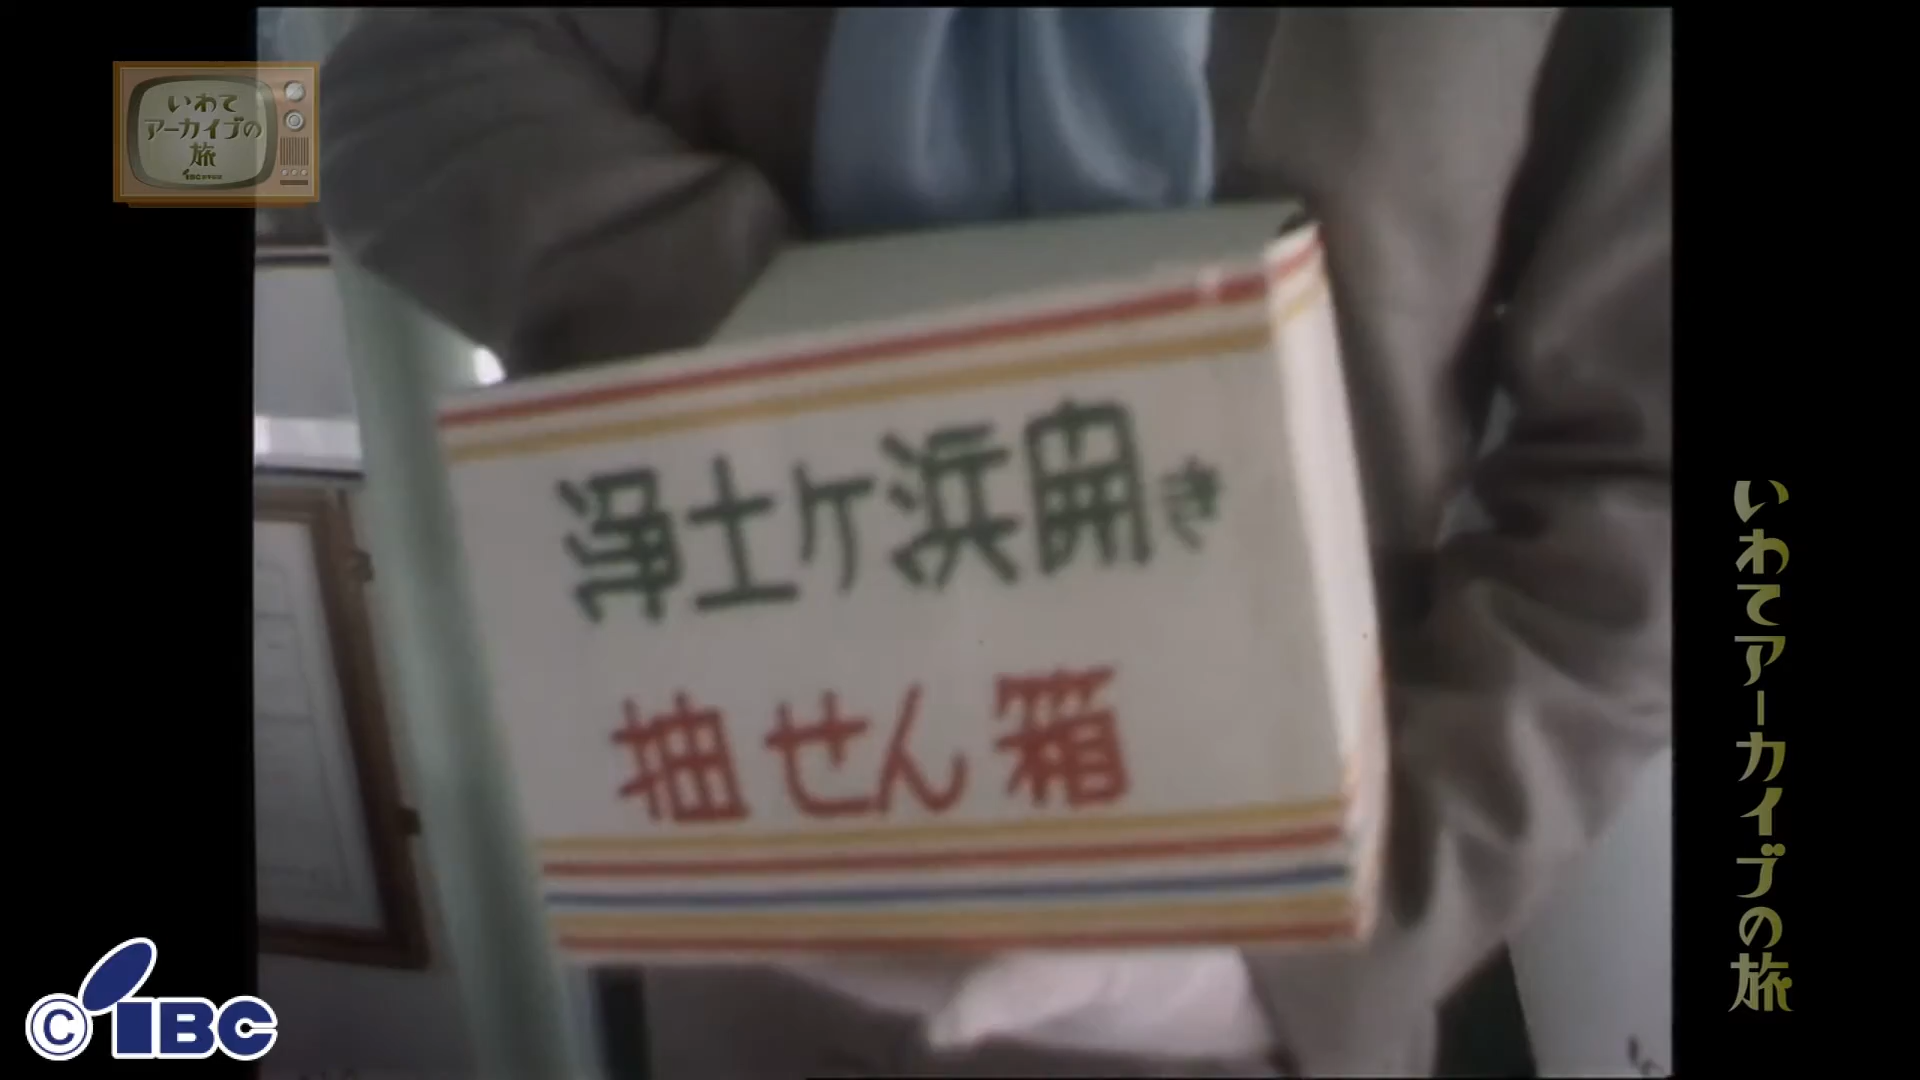 いわて
アーカイブの
旅
浄土ヶ浜開き
抽せん箱
いわてアーカイブの旅
© IBC